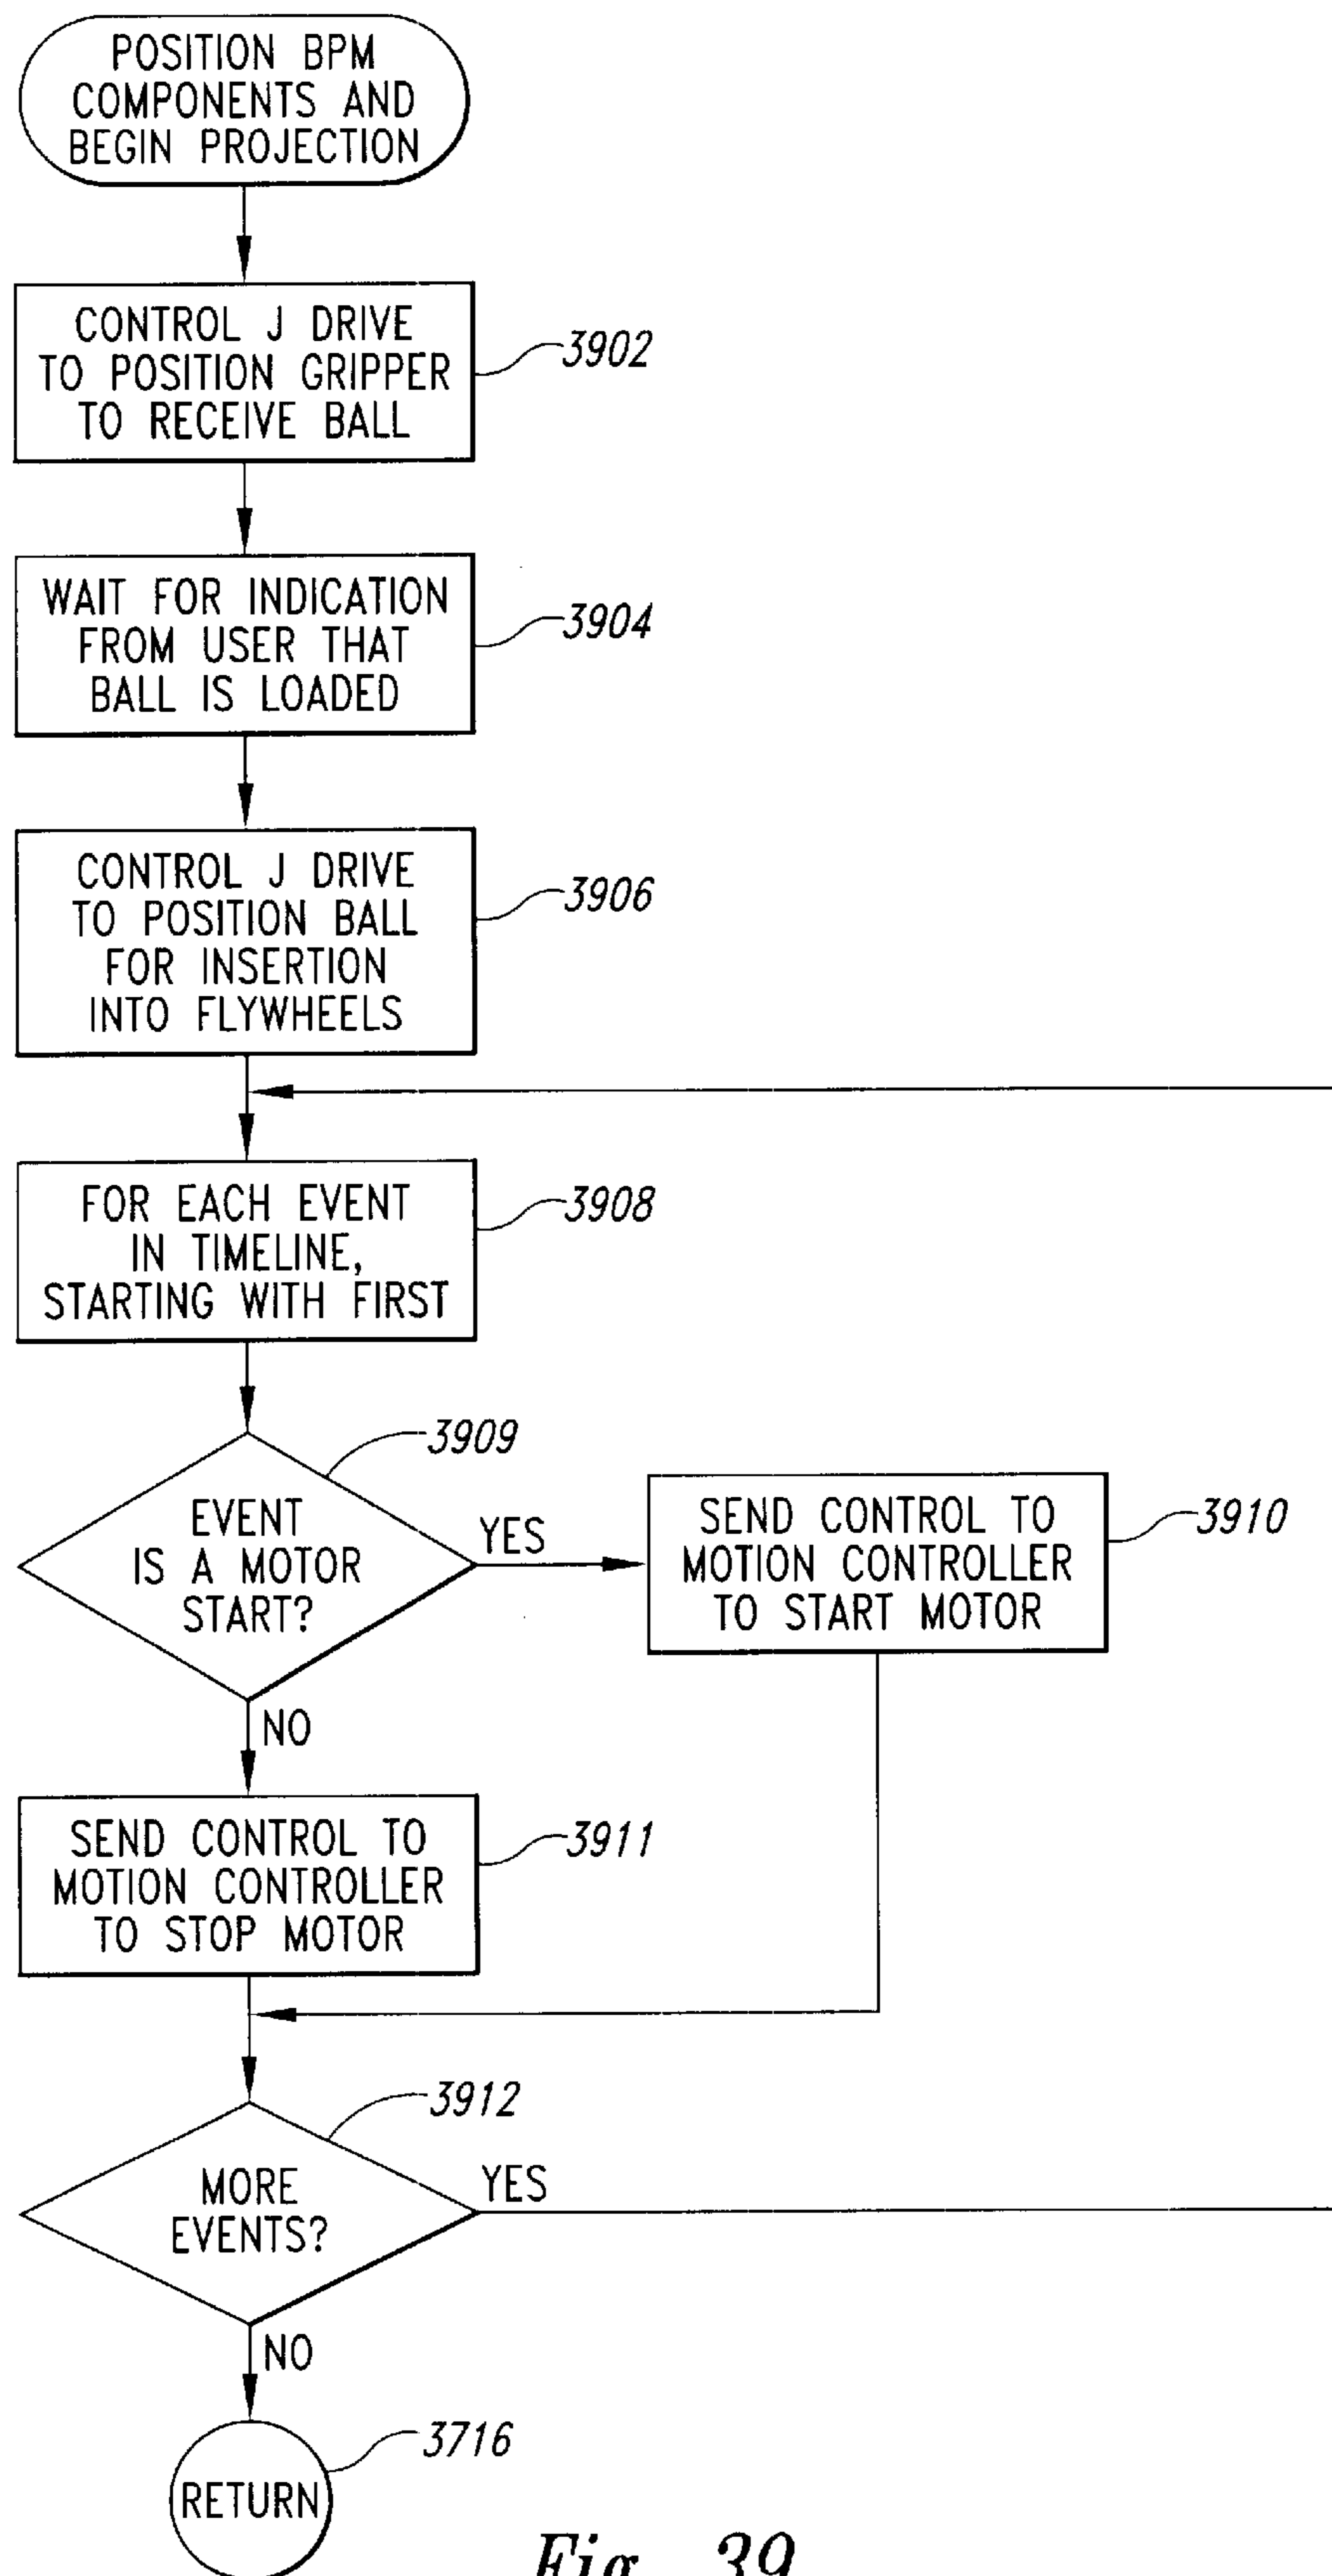 POSITION BPM
COMPONENTS AND
BEGIN PROJECTION
CONTROL J DRIVE
TO POSITION GRIPPER
TO RECEIVE BALL
3902
WAIT FOR INDICATION
FROM USER THAT
BALL IS LOADED
3904
CONTROL J DRIVE
TO POSITION BALL
FOR INSERTION
INTO FLYWHEELS
3906
FOR EACH EVENT
IN TIMELINE,
STARTING WITH FIRST
3908
3909
EVENT
IS A MOTOR
START?
YES
SEND CONTROL TO
MOTION CONTROLLER
TO START MOTOR
3910
NO
SEND CONTROL TO
MOTION CONTROLLER
TO STOP MOTOR
3911
3912
MORE
EVENTS?
YES
NO
3716
RETURN
Fig. 39